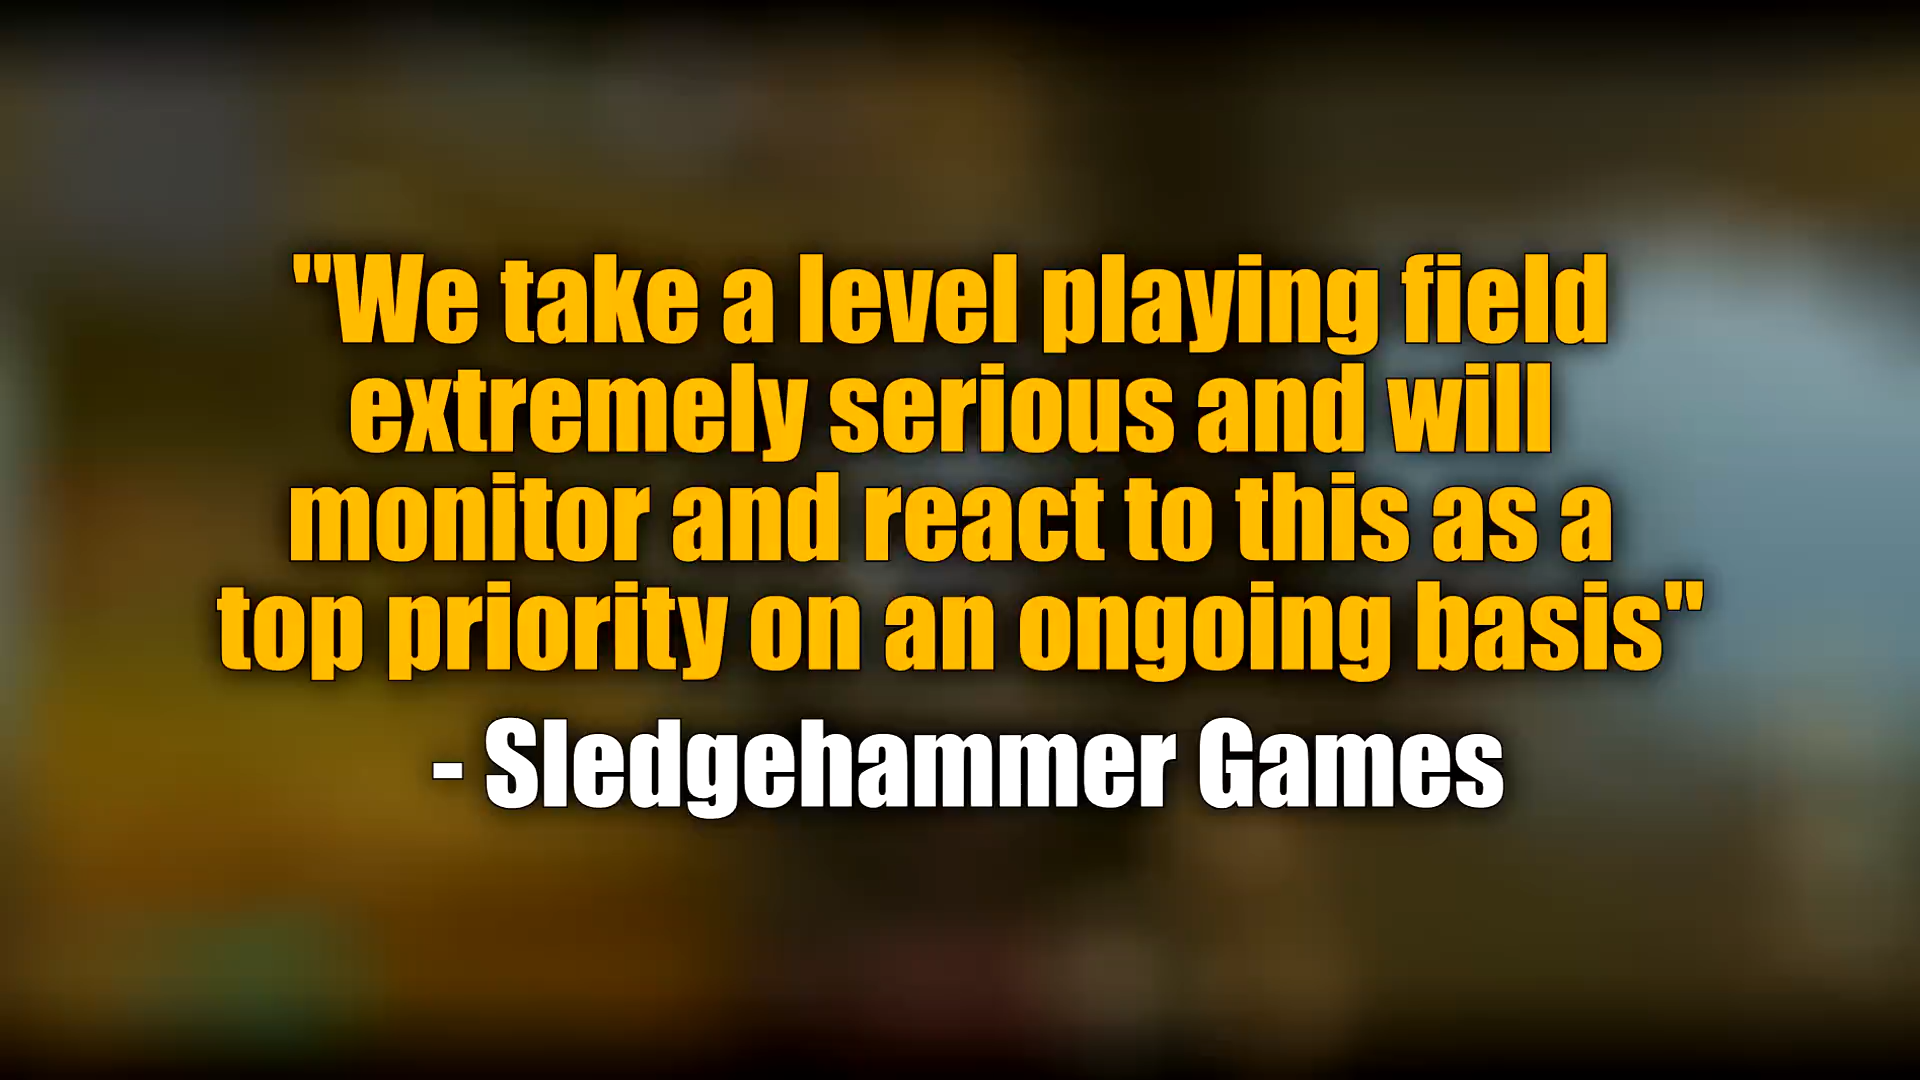 "We take a level playing field
extremely serious and will
monitor and react to this as a
top priority on an ongoing basis"
- Sledgehammer Games